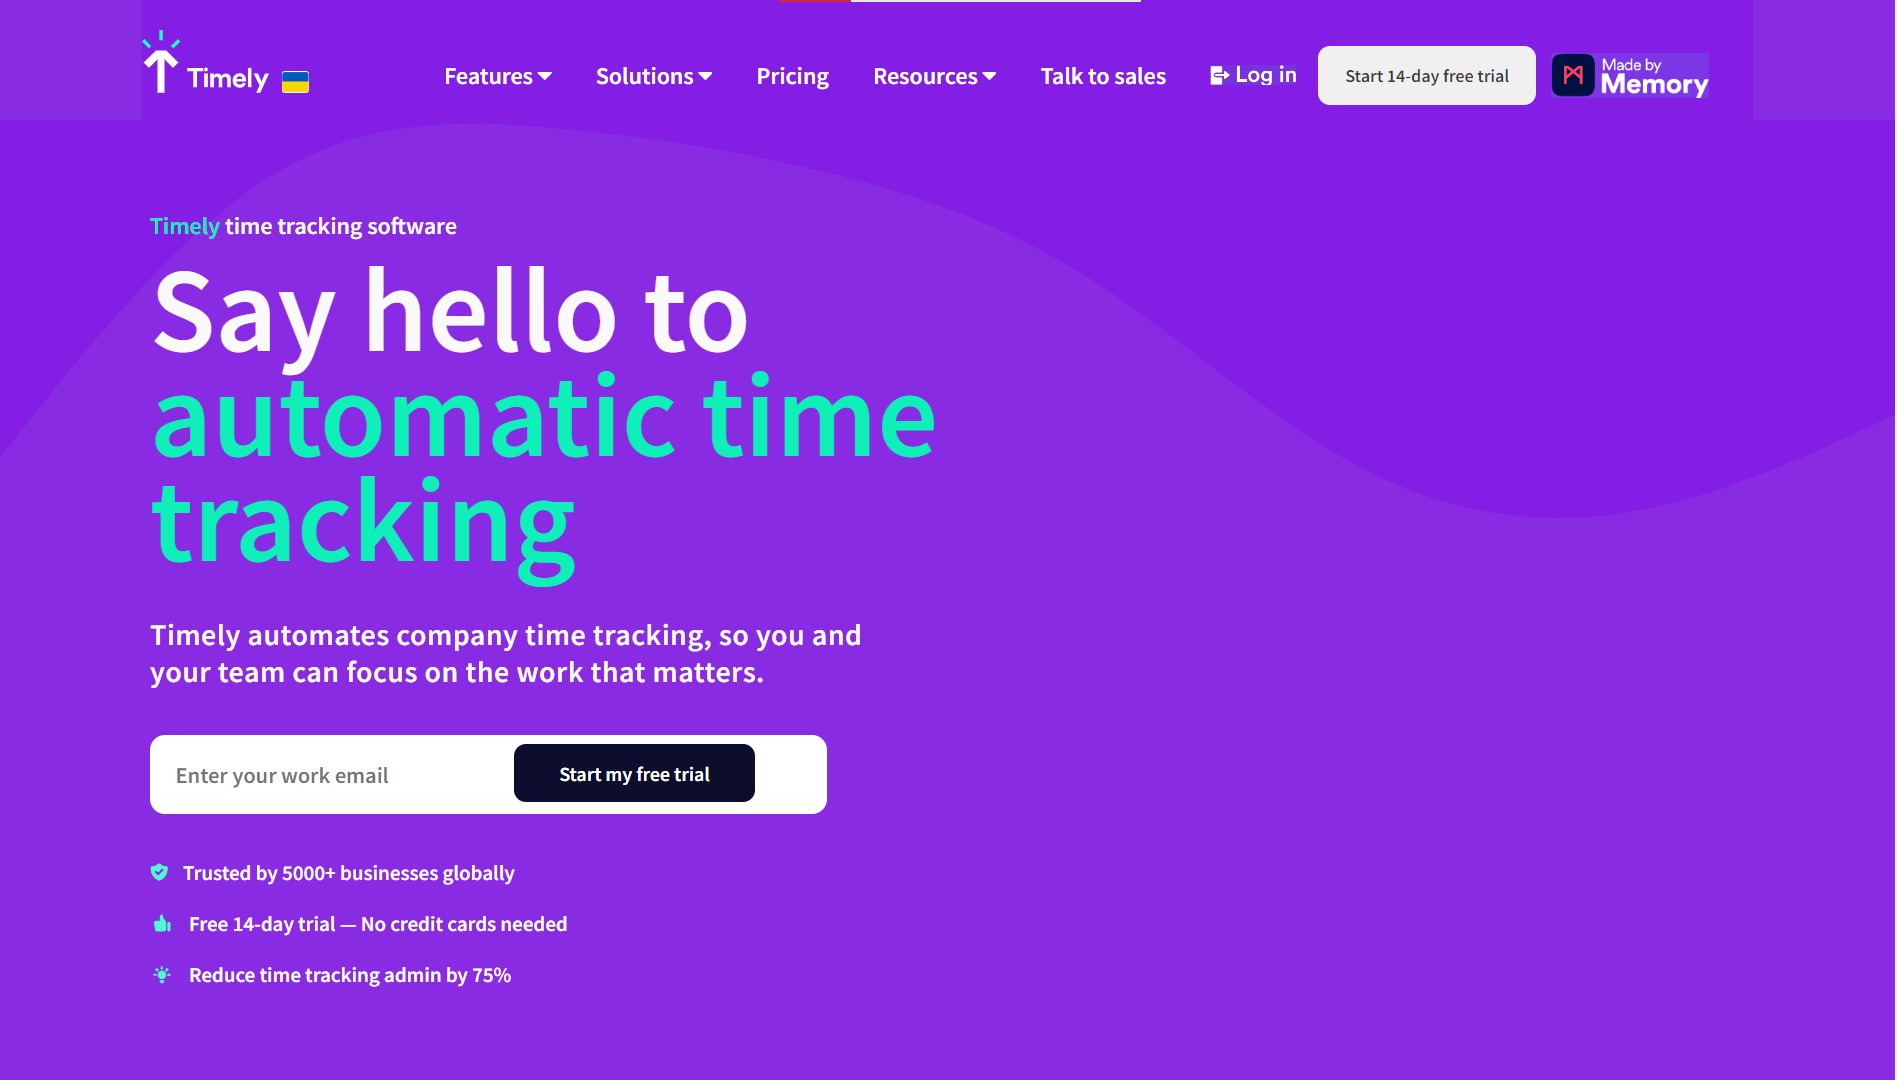 Timely
Features
Solutions
Pricing
Resources
Talk to sales
Log in
Start 14-day free trial
Made by
Memory
Timely time tracking software
Say hello to
automatic time
tracking
Timely automates company time tracking, so you and
your team can focus on the work that matters.
Enter your work email
Start my free trial
Trusted by 5000+ businesses globally
Free 14-day trial — No credit cards needed
Reduce time tracking admin by 75%